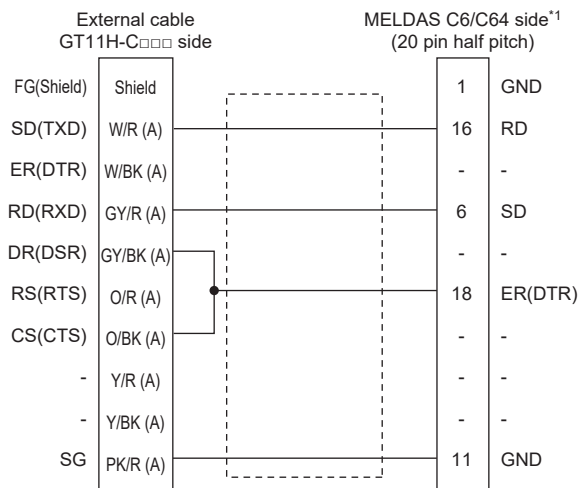 External cable
GT11H-C□□□ side
MELDAS C6/C64 side*1
(20 pin half pitch)
FG(Shield) Shield 1 GND
SD(TXD) W/R (A) 16 RD
ER(DTR) W/BK (A) - -
RD(RXD) GY/R (A) 6 SD
DR(DSR) GY/BK (A) - -
RS(RTS) O/R (A) 18 ER(DTR)
CS(CTS) O/BK (A) - -
- Y/R (A) - -
- Y/BK (A) - -
SG PK/R (A) 11 GND